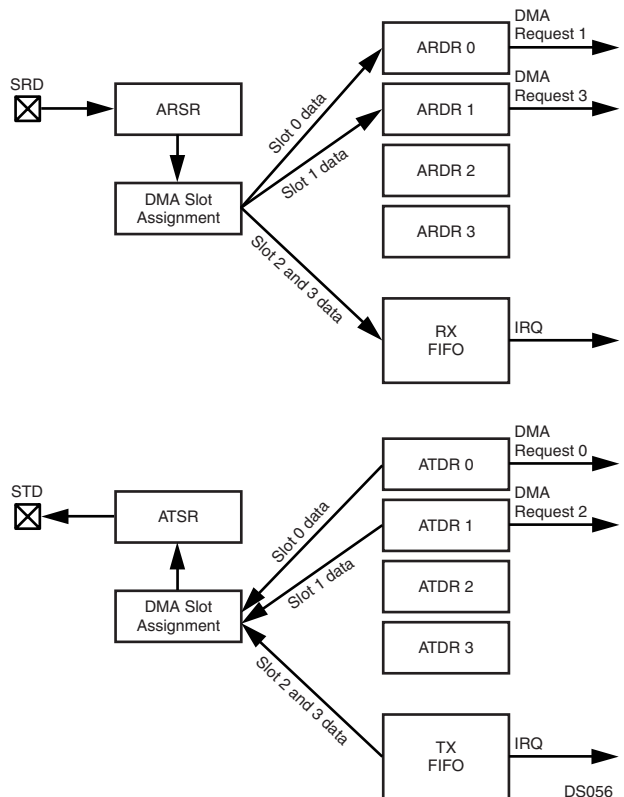 DMA
Request 1
ARDR 0
SRD
DMA
Request 3
ARSR
ARDR 1
Slot 0 data
Slot 1 data
ARDR 2
DMA Slot
Assignment
ARDR 3
Slot 2 and 3 data
RX
FIFO
IRQ
DMA
Request 0
ATDR 0
STD
DMA
Request 2
ATSR
ATDR 1
Slot 0 data
Slot 1 data
ATDR 2
DMA Slot
Assignment
ATDR 3
Slot 2 and 3 data
TX
FIFO
IRQ
DS056